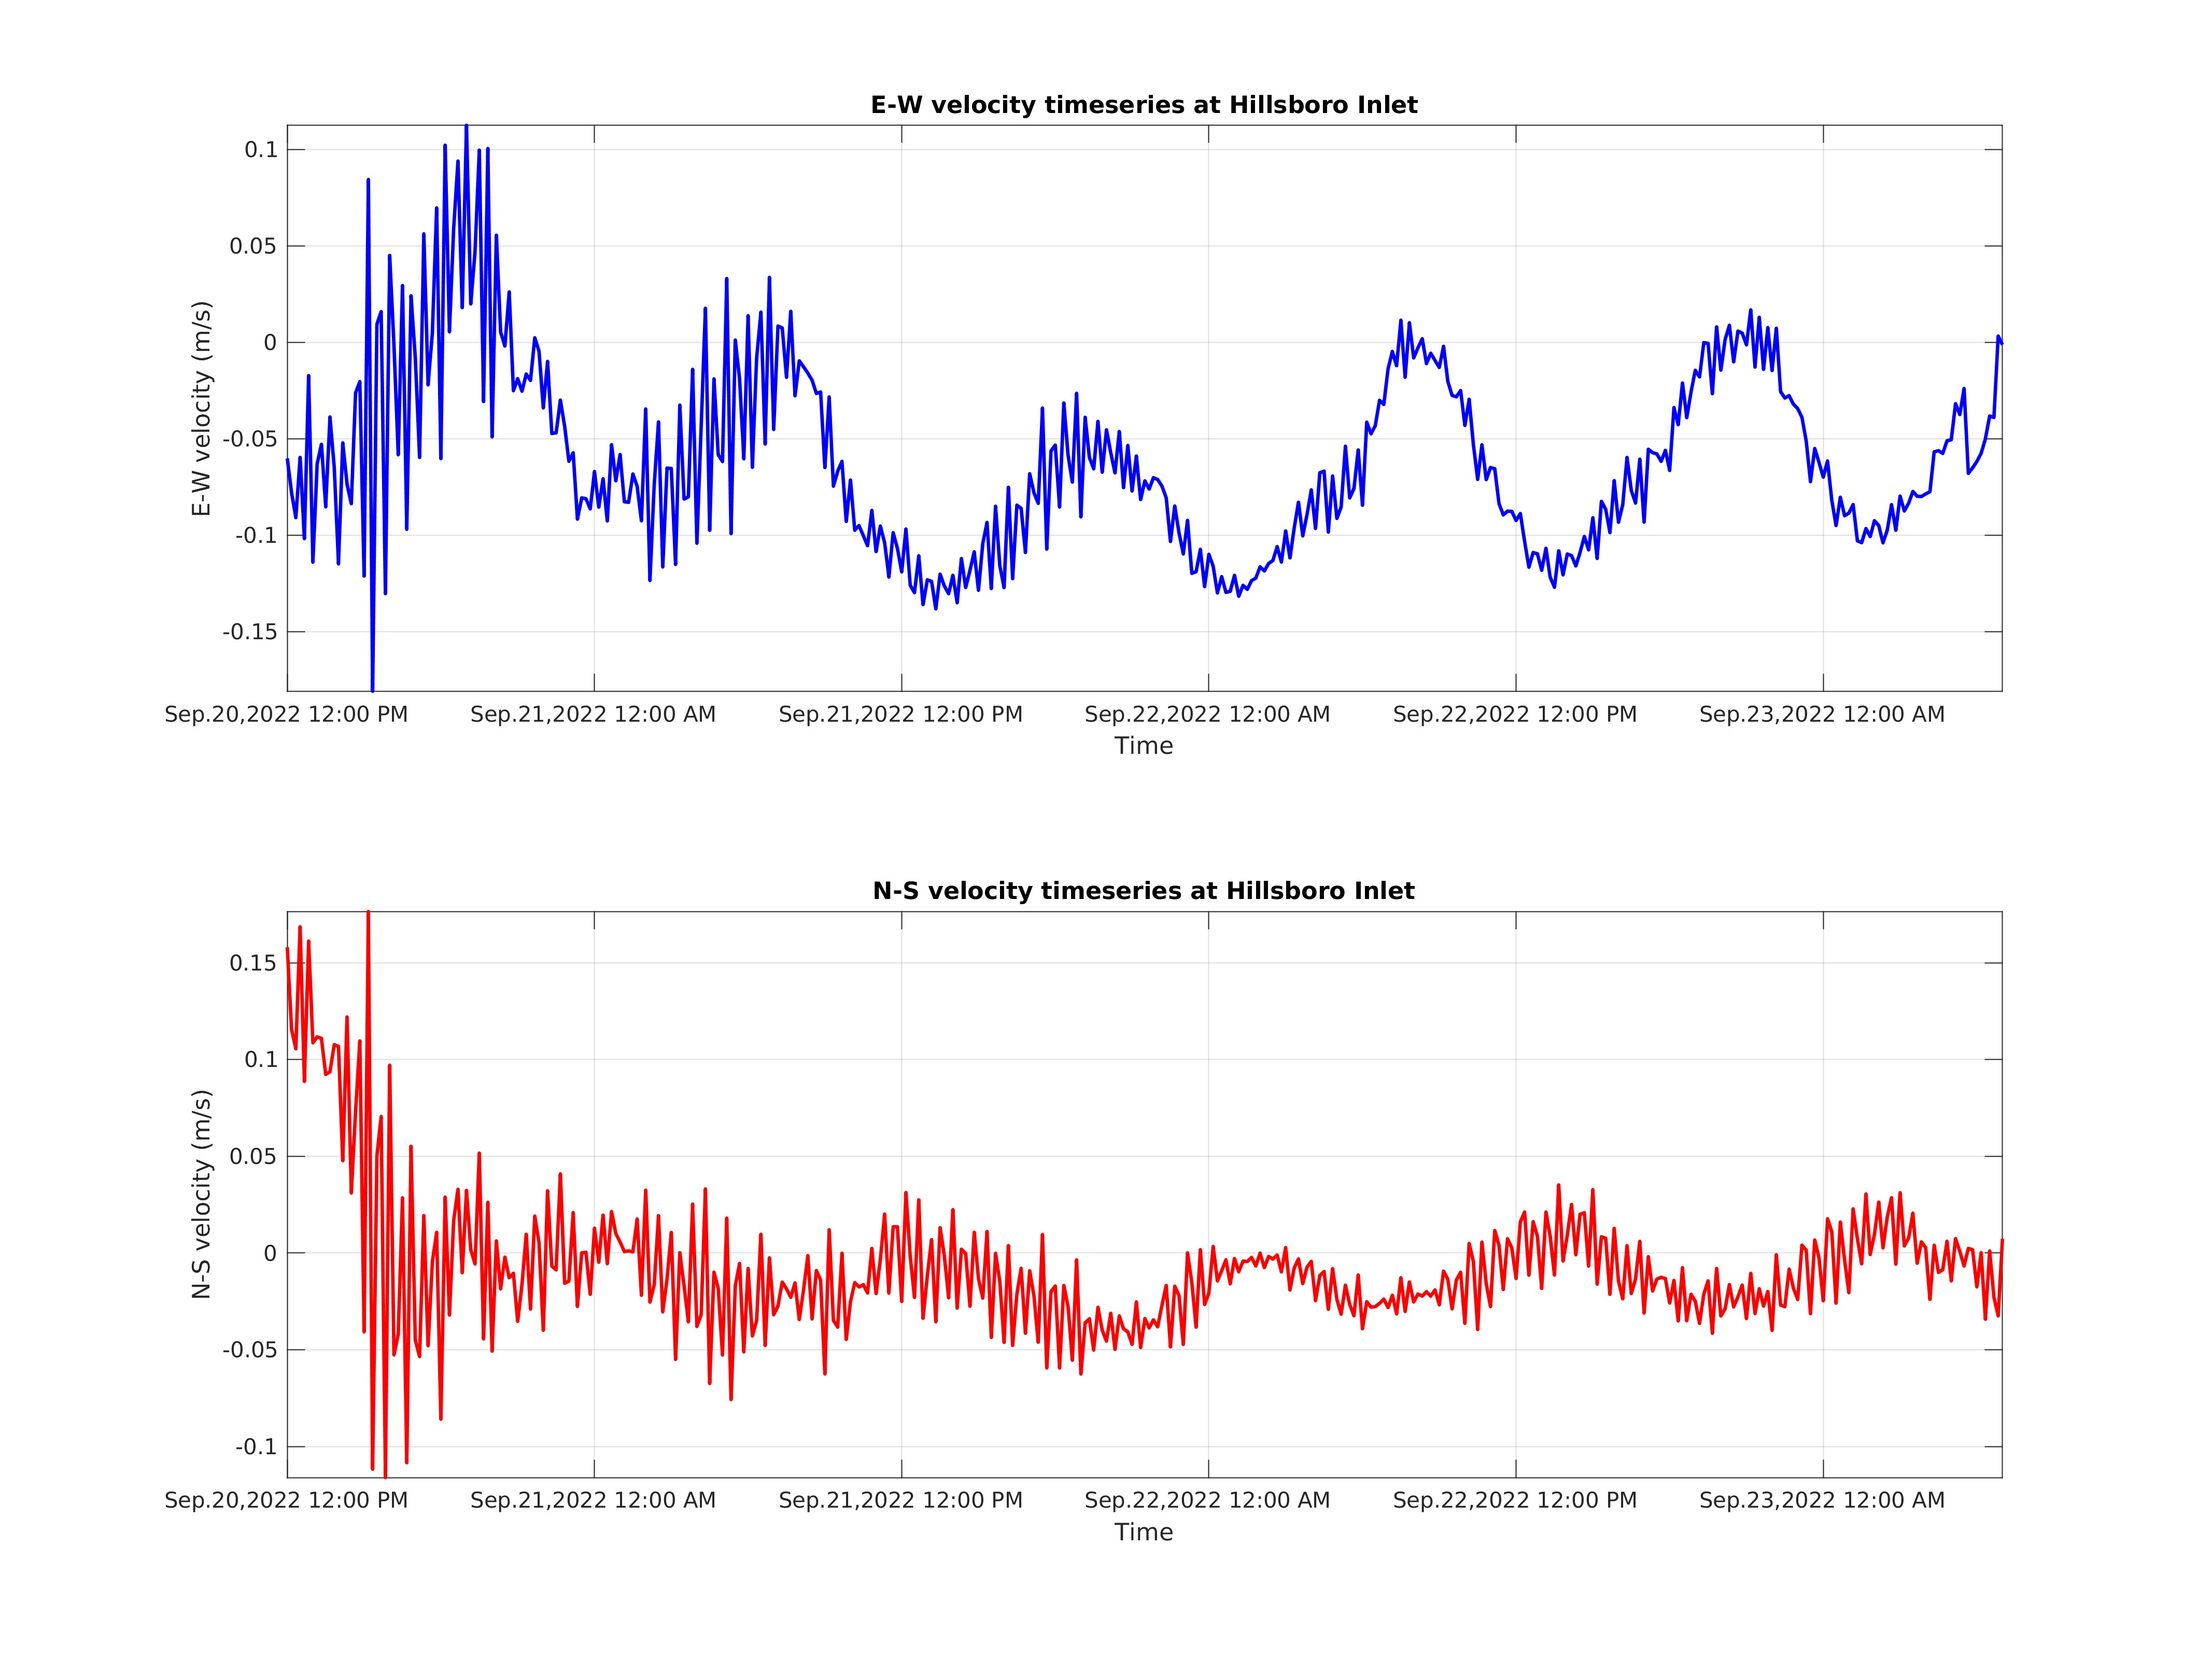 E-W velocity timeseries at Hillsboro Inlet
0.1
0.05
0
-0.05
-0.1
-0.15
E-W velocity (m/s)
Sep.20,2022 12:00 PM Sep.21,2022 12:00 AM Sep.21,2022 12:00 PM Sep.22,2022 12:00 AM Sep.22,2022 12:00 PM Sep.23,2022 12:00 AM
Time
N-S velocity timeseries at Hillsboro Inlet
0.15
0.1
0.05
0
-0.05
-0.1
N-S velocity (m/s)
Sep.20,2022 12:00 PM Sep.21,2022 12:00 AM Sep.21,2022 12:00 PM Sep.22,2022 12:00 AM Sep.22,2022 12:00 PM Sep.23,2022 12:00 AM
Time